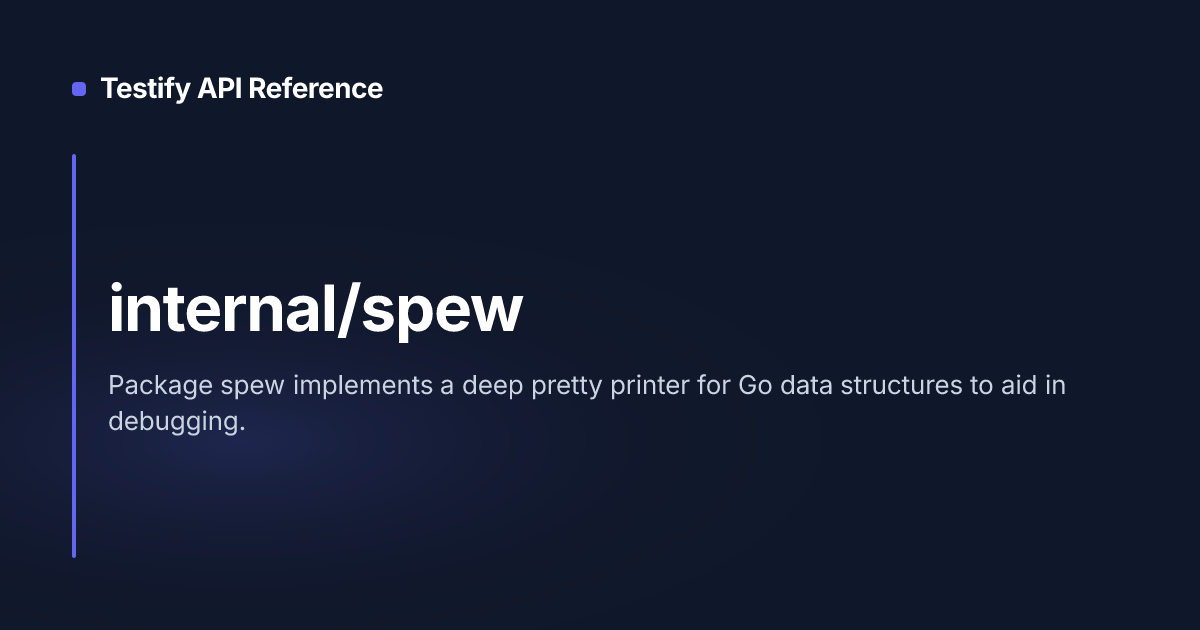 Testify API Reference
internal/spew
Package spew implements a deep pretty printer for Go data structures to aid in
debugging.